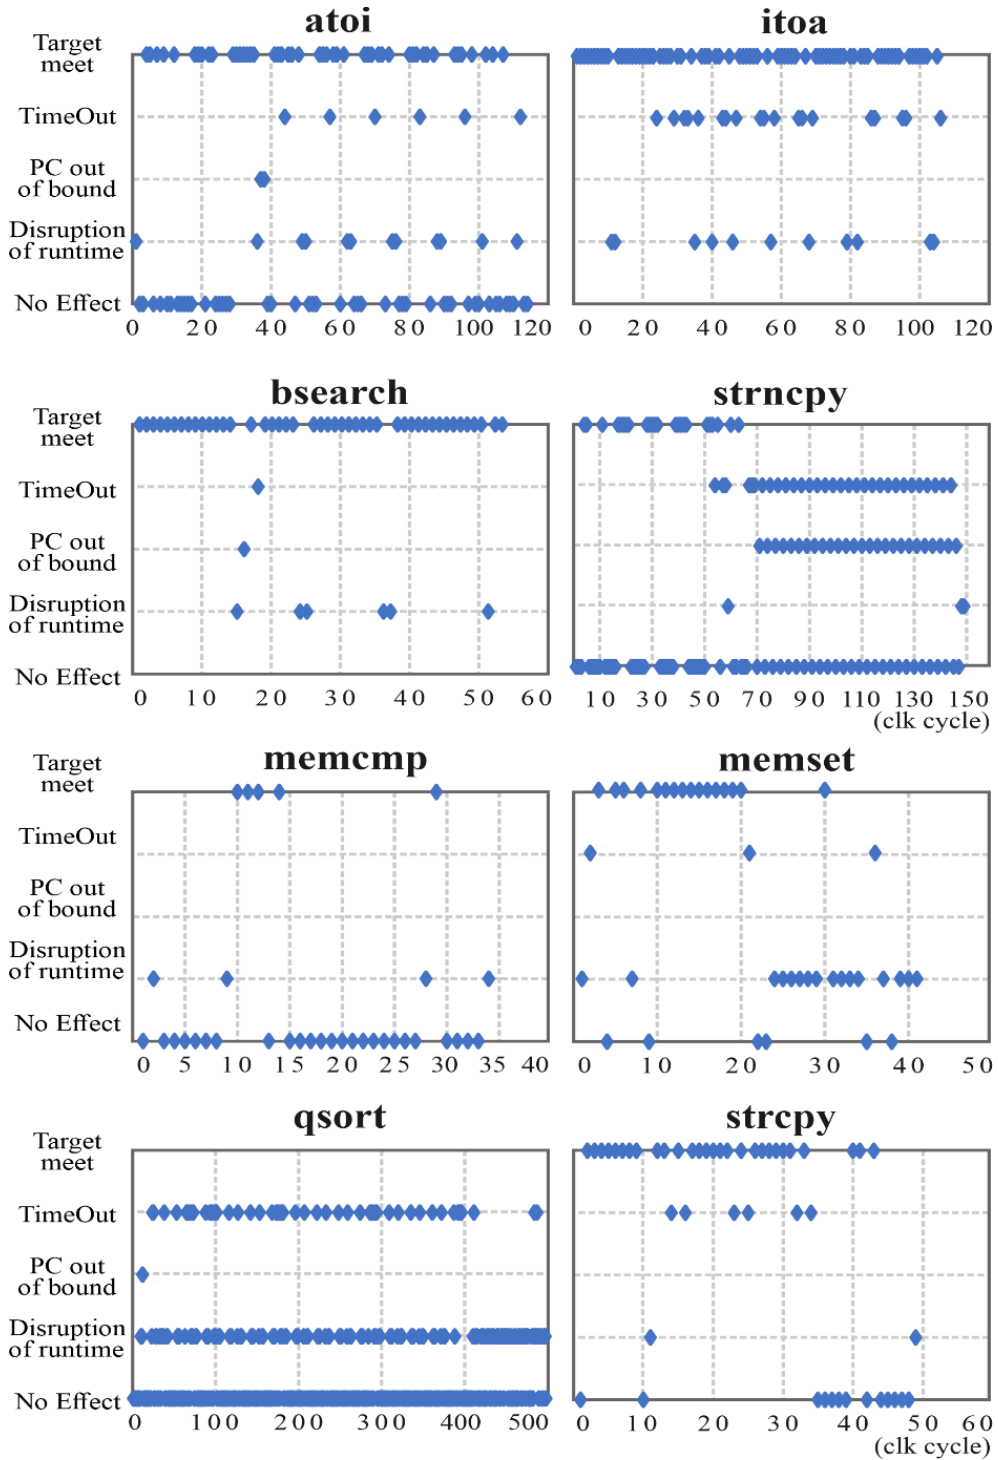 atoi
itoa
Target
meet
TimeOut
PC out
of bound
Disruption
of runtime
No Effect
0 20 40 60 80 100 120
0 20 40 60 80 100 120
bsearch
strncpy
Target
meet
TimeOut
PC out
of bound
Disruption
of runtime
No Effect
0 10 20 30 40 50 60
10 30 50 70 90 110 130 150
(clk cycle)
memcmp
memset
Target
meet
TimeOut
PC out
of bound
Disruption
of runtime
No Effect
0 5 10 15 20 25 30 35 40
0 10 20 30 40 50
qsort
strcpy
Target
meet
TimeOut
PC out
of bound
Disruption
of runtime
No Effect
0 100 200 300 400 500
0 10 20 30 40 50 60
(clk cycle)